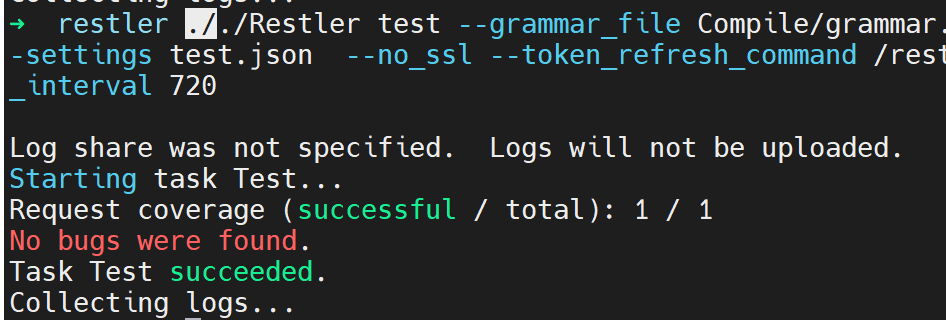 Collecting logs...
→ restler ././Restler test --grammar_file Compile/grammar.
-settings test.json --no_ssl --token_refresh_command /rest
_interval 720
Log share was not specified. Logs will not be uploaded.
Starting task Test...
Request coverage (successful / total): 1 / 1
No bugs were found.
Task Test succeeded.
Collecting logs...